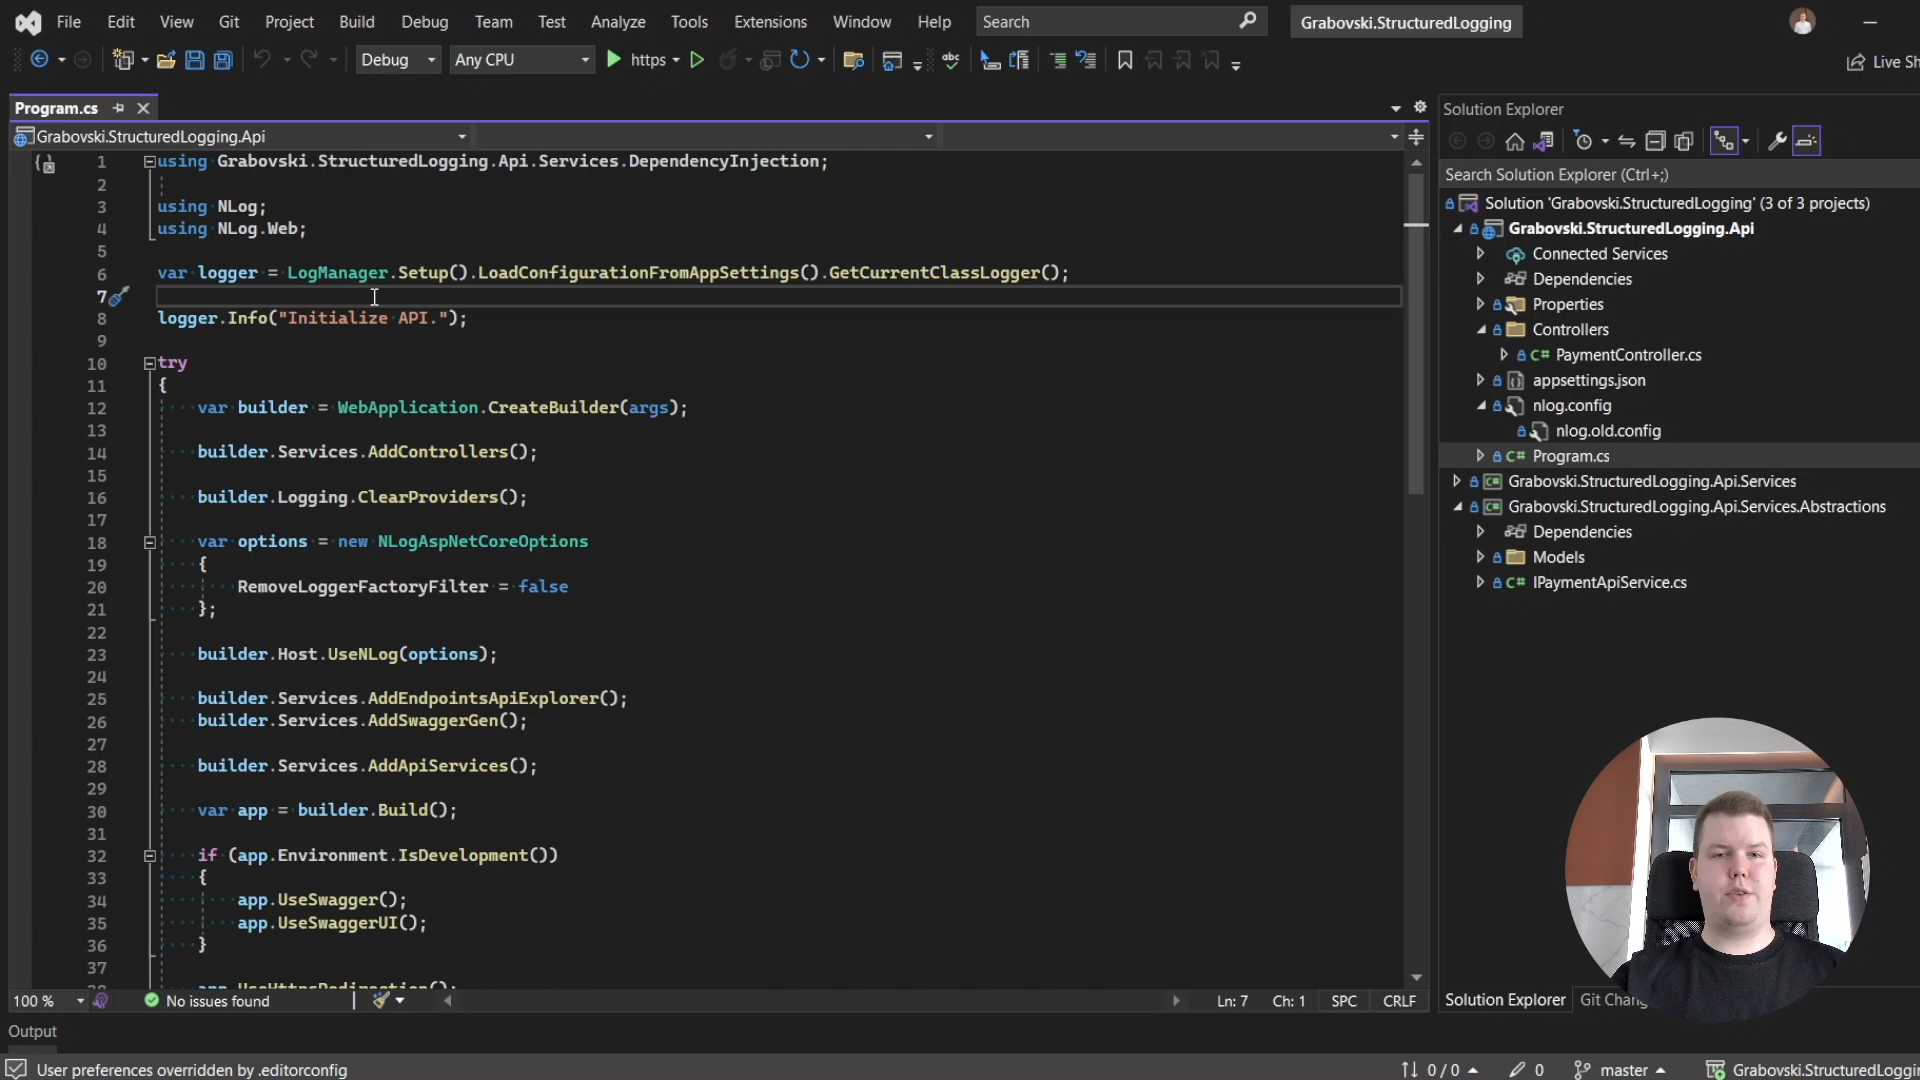 File Edit View Git Project Build Debug Team Test Analyze Tools Extensions Window Help Search Grabovski.StructuredLogging
Debug Any CPU https abc Live Sh
Program.cs
Grabovski.StructuredLogging.Api
1 using Grabovski.StructuredLogging.Api.Services.DependencyInjection;
2
3 using NLog;
4 using NLog.Web;
5
6 var logger = LogManager.Setup().LoadConfigurationFromAppSettings().GetCurrentClassLogger();
7
8 logger.Info("Initialize API.");
9
10 try
11 {
12 var builder = WebApplication.CreateBuilder(args);
13
14 builder.Services.AddControllers();
15
16 builder.Logging.ClearProviders();
17
18 var options = new NLogAspNetCoreOptions
19 {
20 RemoveLoggerFactoryFilter = false
21 };
22
23 builder.Host.UseNLog(options);
24
25 builder.Services.AddEndpointsApiExplorer();
26 builder.Services.AddSwaggerGen();
27
28 builder.Services.AddApiServices();
29
30 var app = builder.Build();
31
32 if (app.Environment.IsDevelopment())
33 {
34 app.UseSwagger();
35 app.UseSwaggerUI();
36 }
37
100 % No issues found Ln: 7 Ch: 1 SPC CRLF
Output
Solution Explorer
Search Solution Explorer (Ctrl+;)
Solution 'Grabovski.StructuredLogging' (3 of 3 projects)
Grabovski.StructuredLogging.Api
Connected Services
Dependencies
Properties
Controllers
C# PaymentController.cs
appsettings.json
nlog.config
nlog.old.config
C# Program.cs
Grabovski.StructuredLogging.Api.Services
Grabovski.StructuredLogging.Api.Services.Abstractions
Dependencies
Models
C# IPaymentApiService.cs
Solution Explorer Git Chang
User preferences overridden by .editorconfig 0 / 0 0 master Grabovski.StructuredLoggin